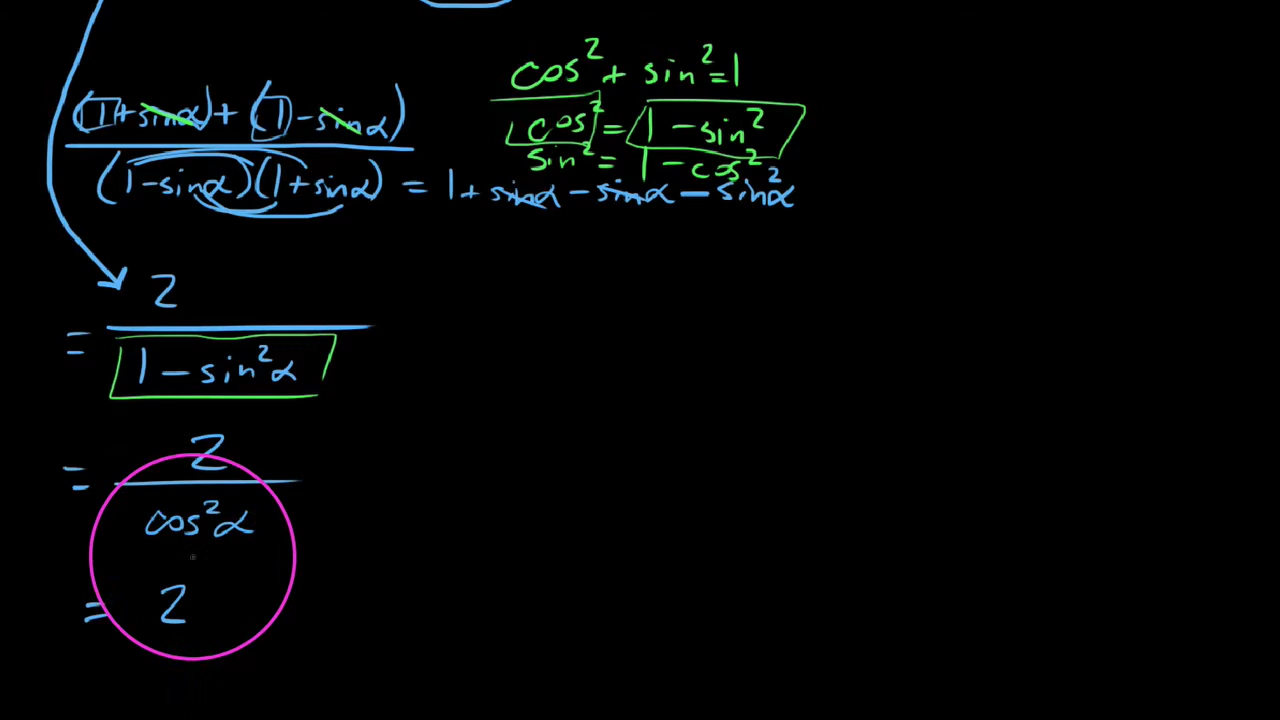 cos² + sin² = 1
(1 + sinα) + (1 - sinα)
cos² = 1 - sin²
sin² = 1 - cos²
(1 - sinα)(1 + sinα) = 1 + sinα - sinα - sin²α
2
= 1 - sin²α
2
= cos²α
= 2